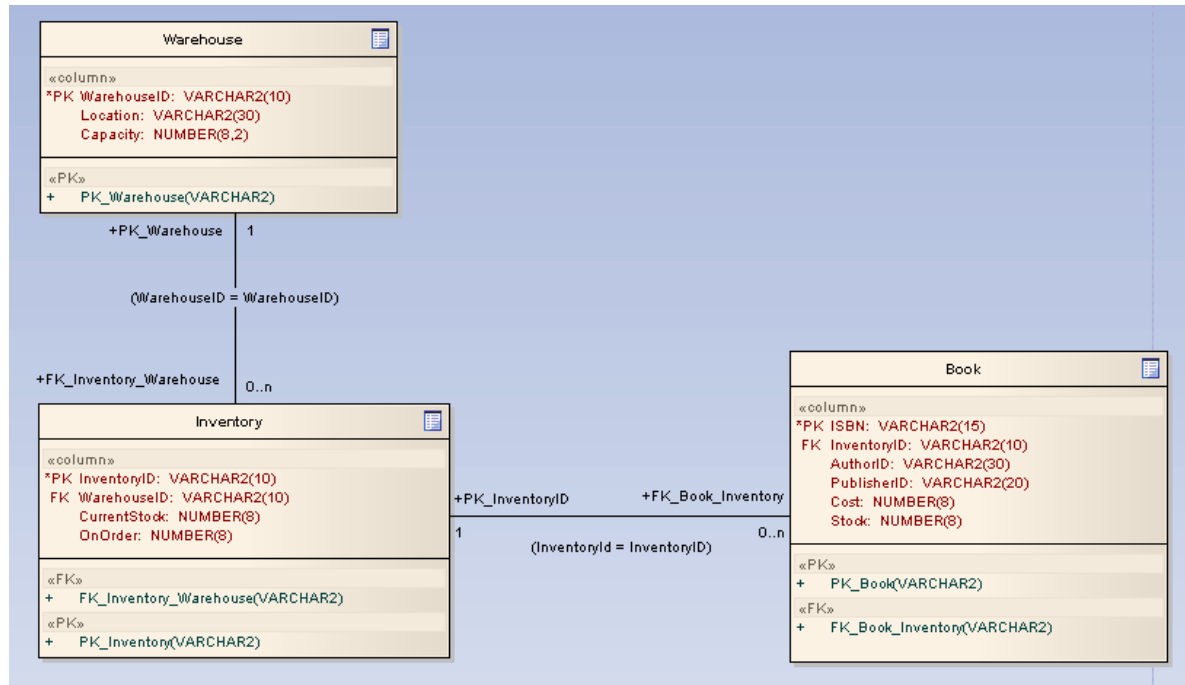 Warehouse
«column»
*PK WarehouseID: VARCHAR2(10)
Location: VARCHAR2(30)
Capacity: NUMBER(8,2)
«PK»
+ PK_Warehouse(VARCHAR2)
+PK_Warehouse 1
(WarehouseID = WarehouseID)
+FK_Inventory_Warehouse 0..n
Inventory
«column»
*PK InventoryID: VARCHAR2(10)
FK WarehouseID: VARCHAR2(10)
CurrentStock: NUMBER(8)
OnOrder: NUMBER(8)
«FK»
+ FK_Inventory_Warehouse(VARCHAR2)
«PK»
+ PK_Inventory(VARCHAR2)
+PK_InventoryID +FK_Book_Inventory
1 0..n
(InventoryId = InventoryID)
Book
«column»
*PK ISBN: VARCHAR2(15)
FK InventoryID: VARCHAR2(10)
AuthorID: VARCHAR2(30)
PublisherID: VARCHAR2(20)
Cost: NUMBER(8)
Stock: NUMBER(8)
«PK»
+ PK_Book(VARCHAR2)
«FK»
+ FK_Book_Inventory(VARCHAR2)